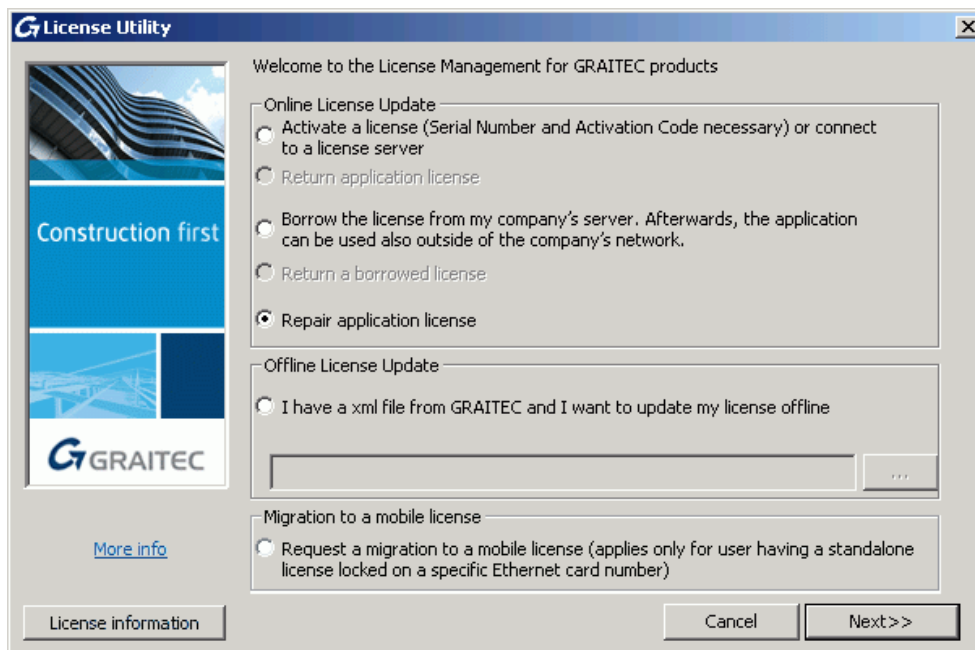 License Utility
Welcome to the License Management for GRAITEC products
Online License Update
Activate a license (Serial Number and Activation Code necessary) or connect
to a license server
Return application license
Borrow the license from my company's server. Afterwards, the application
can be used also outside of the company's network.
Return a borrowed license
Repair application license
Offline License Update
I have a xml file from GRAITEC and I want to update my license offline
...
Migration to a mobile license
Request a migration to a mobile license (applies only for user having a standalone
license locked on a specific Ethernet card number)
Construction first
GRAITEC
More info
License information
Cancel
Next>>